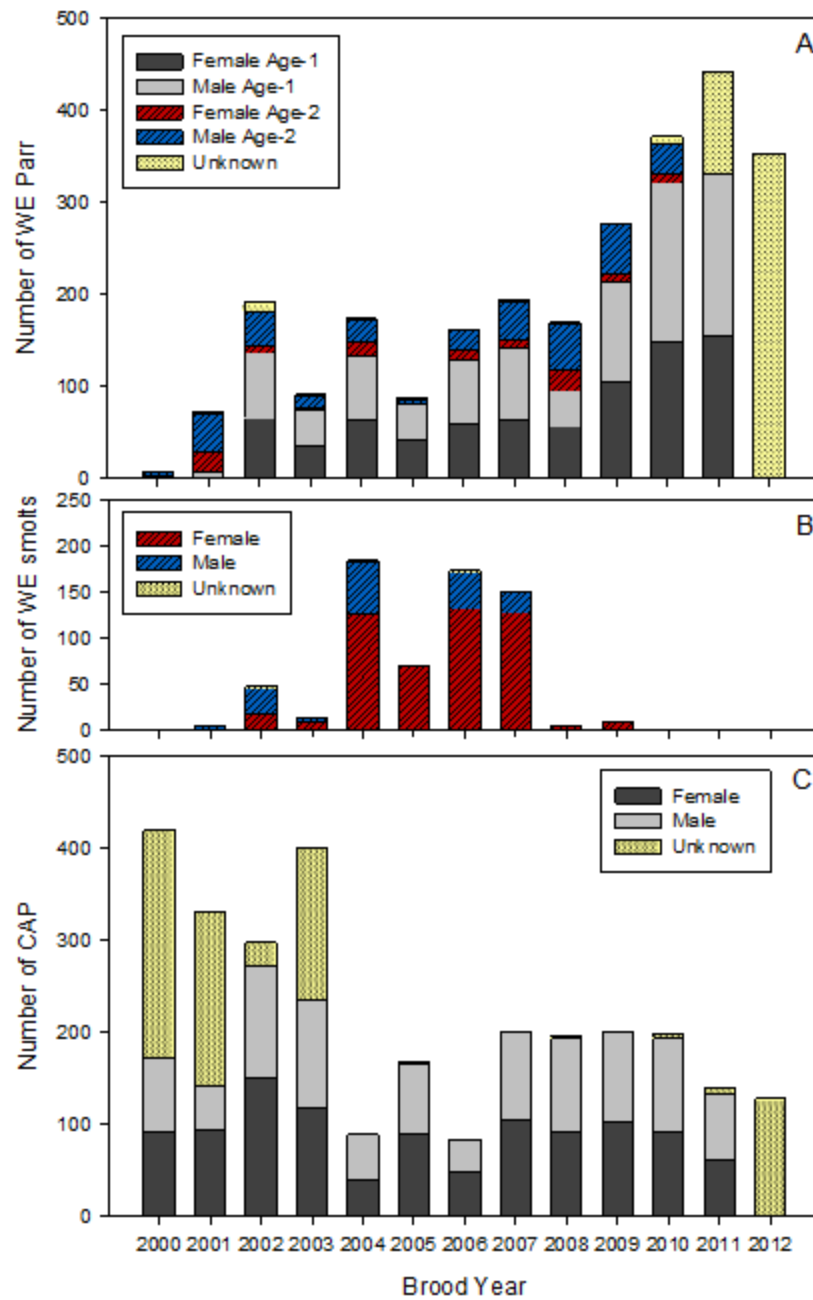 500
400
300
200
100
0
Number of WE Parr
A
Female Age-1
Male Age-1
Female Age-2
Male Age-2
Unknown
250
200
150
100
50
0
Number of WE smolts
B
Female
Male
Unknown
500
400
300
200
100
0
Number of CAP
C
Female
Male
Unknown
2000 2001 2002 2003 2004 2005 2006 2007 2008 2009 2010 2011 2012
Brood Year